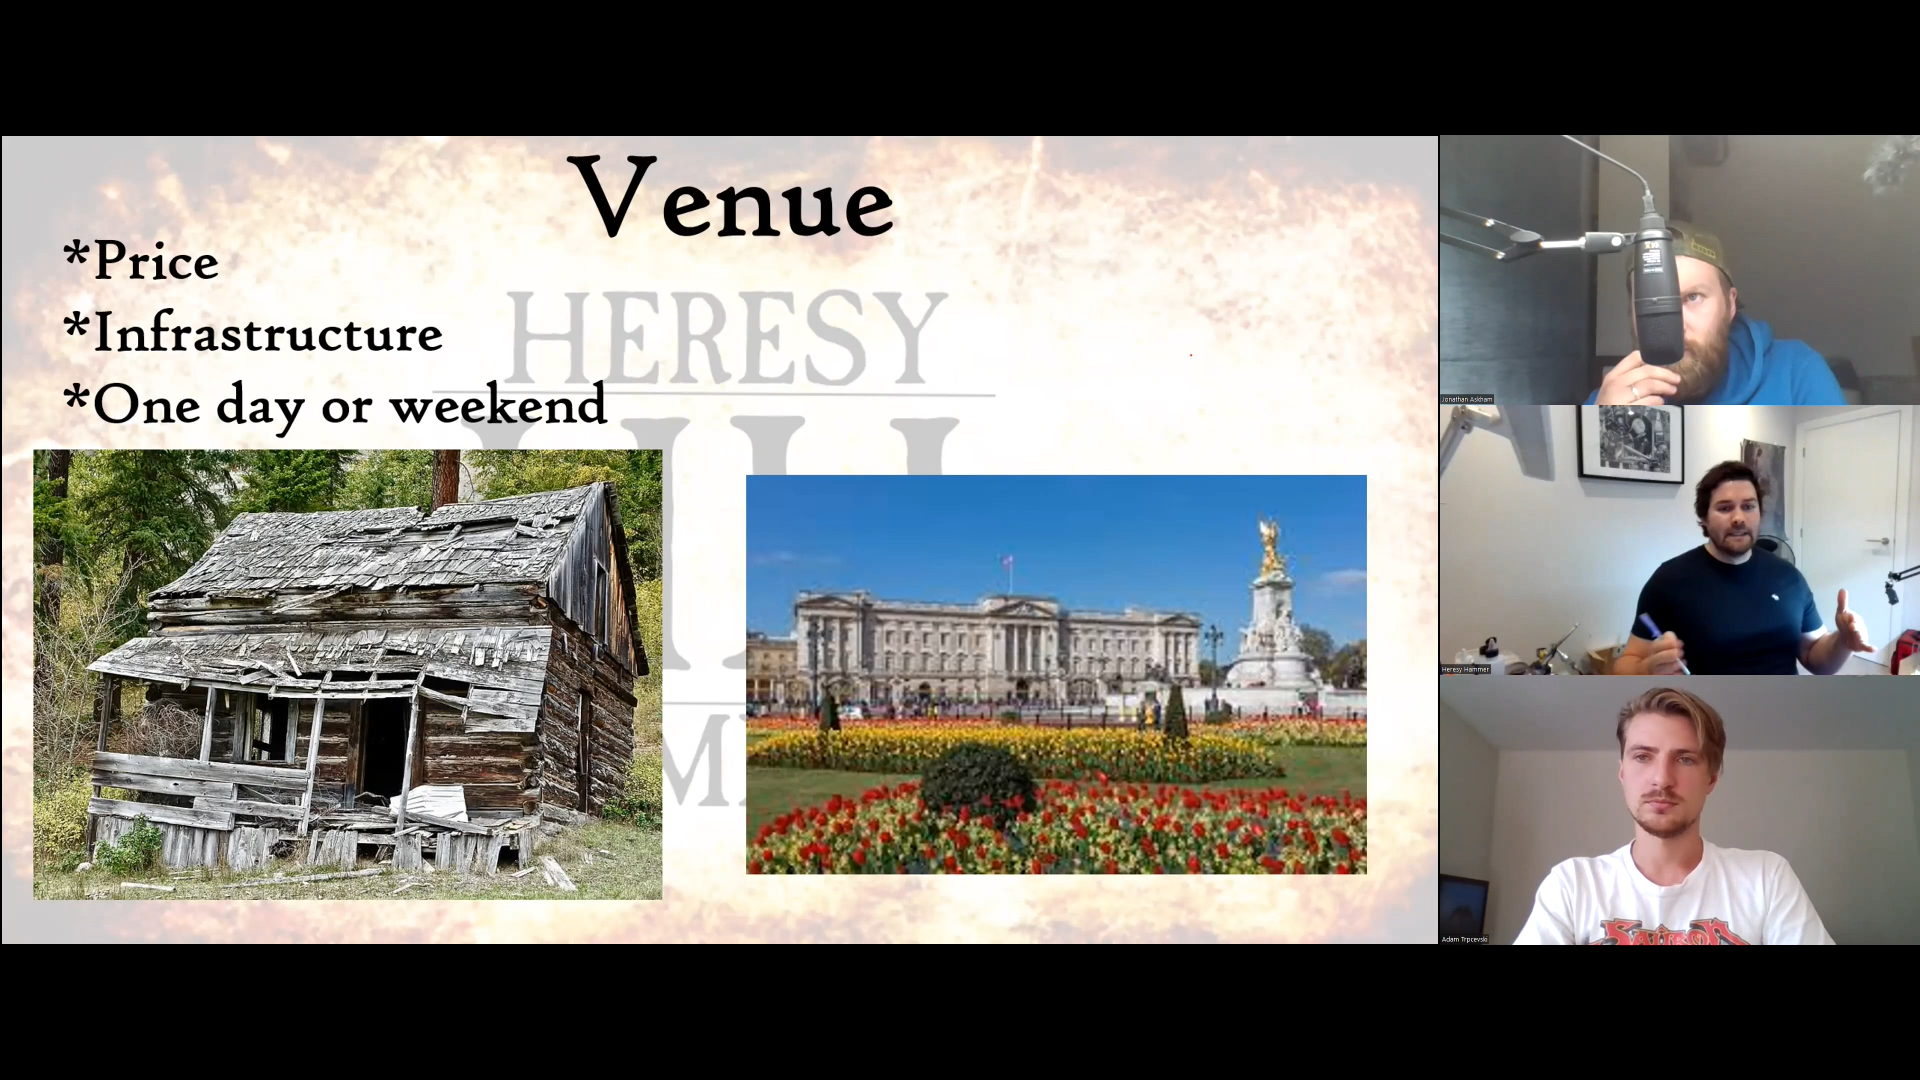 Venue
*Price
*Infrastructure
*One day or weekend
HERESY
Jonathan Askham
Heresy Hammer
Adam Trpcevski